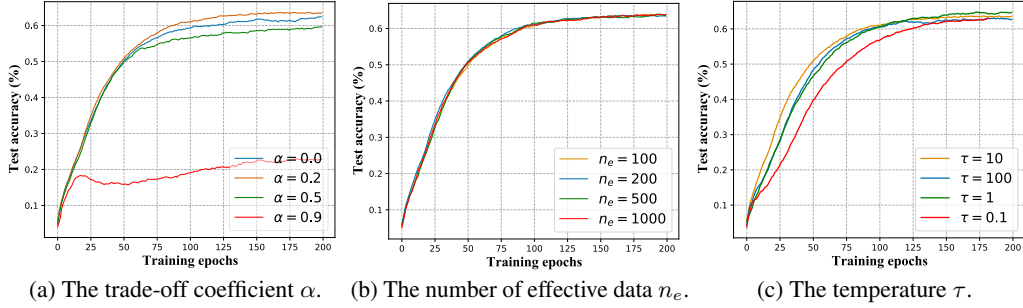 0.6
0.5
0.4
0.3
0.2
0.1
Test accuracy (%)
0 25 50 75 100 125 150 175 200
Training epochs
α = 0.0
α = 0.2
α = 0.5
α = 0.9
(a) The trade-off coefficient α.
0.6
0.5
0.4
0.3
0.2
0.1
Test accuracy (%)
0 25 50 75 100 125 150 175 200
Training epochs
nₑ = 100
nₑ = 200
nₑ = 500
nₑ = 1000
(b) The number of effective data nₑ.
0.6
0.5
0.4
0.3
0.2
0.1
Test accuracy (%)
0 25 50 75 100 125 150 175 200
Training epochs
τ = 10
τ = 100
τ = 1
τ = 0.1
(c) The temperature τ.